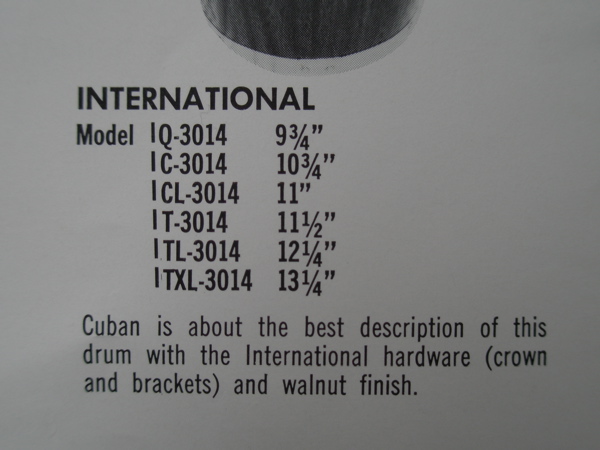 INTERNATIONAL
Model IQ-3014 9¾"
IC-3014 10¾"
ICL-3014 11"
IT-3014 11½"
ITL-3014 12¼"
ITXL-3014 13¼"
Cuban is about the best description of this
drum with the International hardware (crown
and brackets) and walnut finish.